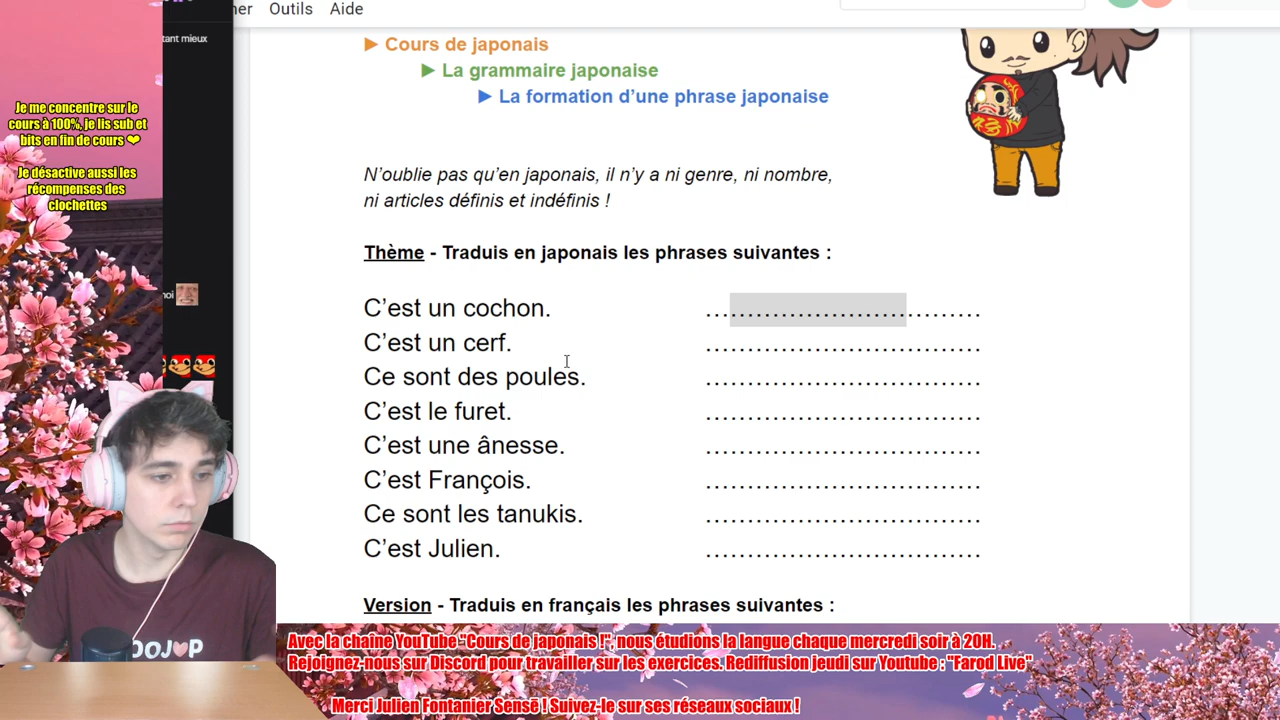 ner Outils Aide
tant mieux
► Cours de japonais
► La grammaire japonaise
► La formation d’une phrase japonaise
Je me concentre sur le
cours à 100%, je lis sub et
bits en fin de cours ❤
Je désactive aussi les
récompenses des
clochettes
N’oublie pas qu’en japonais, il n’y a ni genre, ni nombre,
ni articles définis et indéfinis !
Thème - Traduis en japonais les phrases suivantes :
C’est un cochon. ..............................
C’est un cerf. ..............................
Ce sont des poules. ..............................
C’est le furet. ..............................
C’est une ânesse. ..............................
C’est François. ..............................
Ce sont les tanukis. ..............................
C’est Julien. ..............................
Version - Traduis en français les phrases suivantes :
Avec la chaîne YouTube "Cours de japonais !", nous étudions la langue chaque mercredi soir à 20H.
Rejoignez-nous sur Discord pour travailler sur les exercices. Rediffusion jeudi sur Youtube : "Farod Live"
Merci Julien Fontanier Sensë ! Suivez-le sur ses réseaux sociaux !